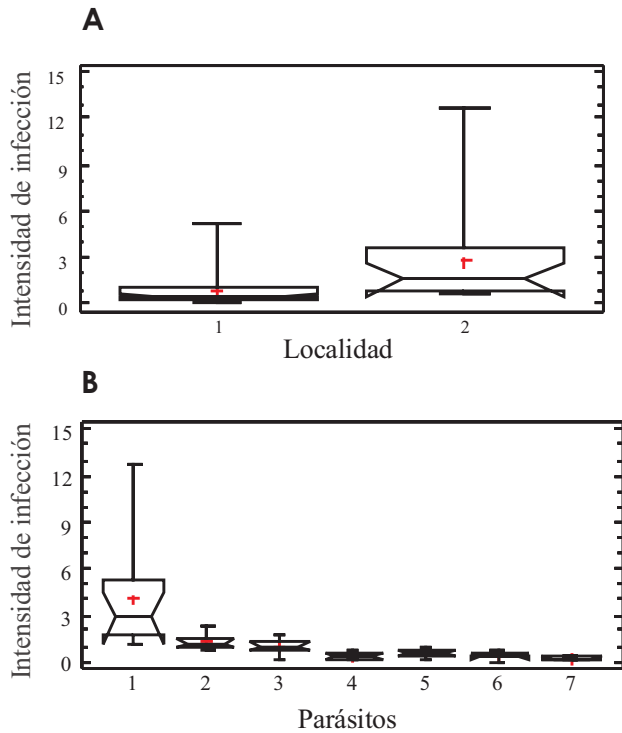 A
Intensidad de infección
15
12
9
6
3
0
1 2
Localidad
B
Intensidad de infección
15
12
9
6
3
0
1 2 3 4 5 6 7
Parásitos